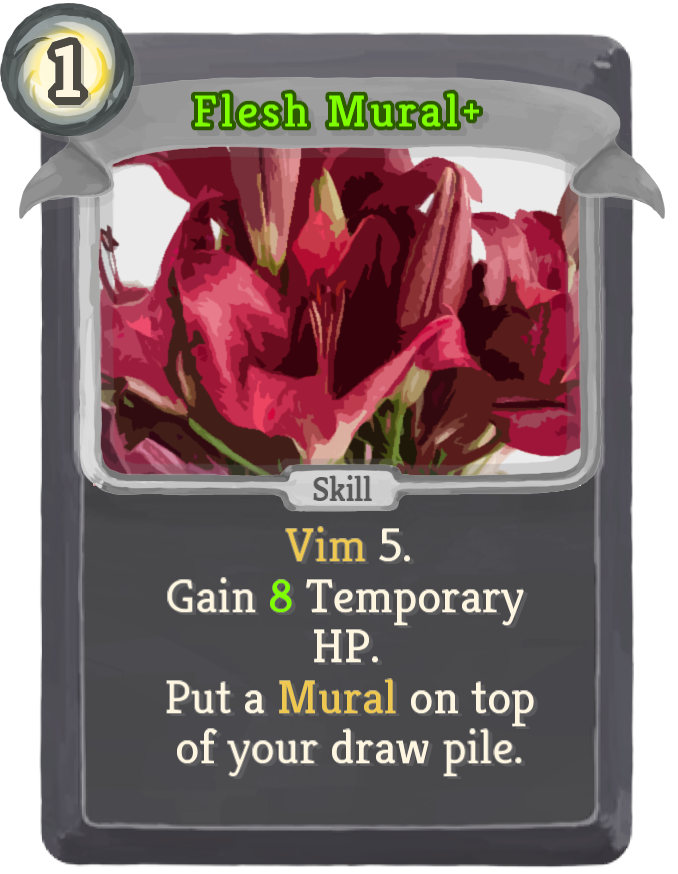 1
Flesh Mural+
Skill
Vim 5.
Gain 8 Temporary
HP.
Put a Mural on top
of your draw pile.